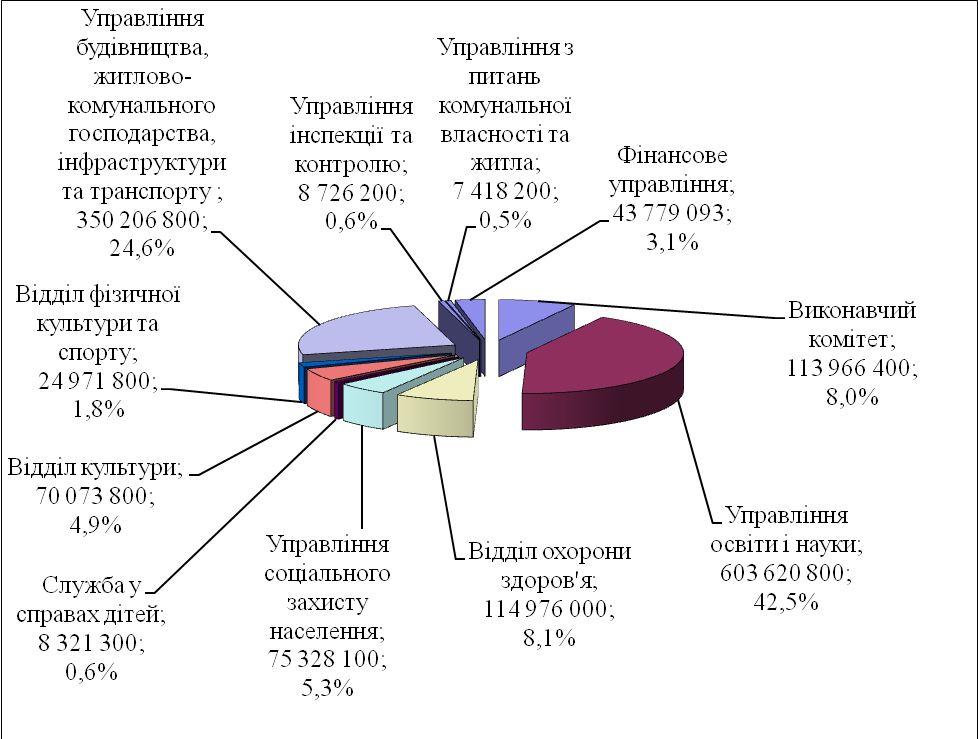 Управління
будівництва,
житлово-
комунального
господарства,
інфраструктури
та транспорту ;
350 206 800;
24,6%
Управління
інспекції та
контролю;
8 726 200;
0,6%
Управління з
питань
комунальної
власності та
житла;
7 418 200;
0,5%
Фінансове
управління;
43 779 093;
3,1%
Виконавчий
комітет;
113 966 400;
8,0%
Відділ фізичної
культури та
спорту;
24 971 800;
1,8%
Відділ культури;
70 073 800;
4,9%
Служба у
справах дітей;
8 321 300;
0,6%
Управління
соціального
захисту
населення;
75 328 100;
5,3%
Відділ охорони
здоров'я;
114 976 000;
8,1%
Управління
освіти і науки;
603 620 800;
42,5%